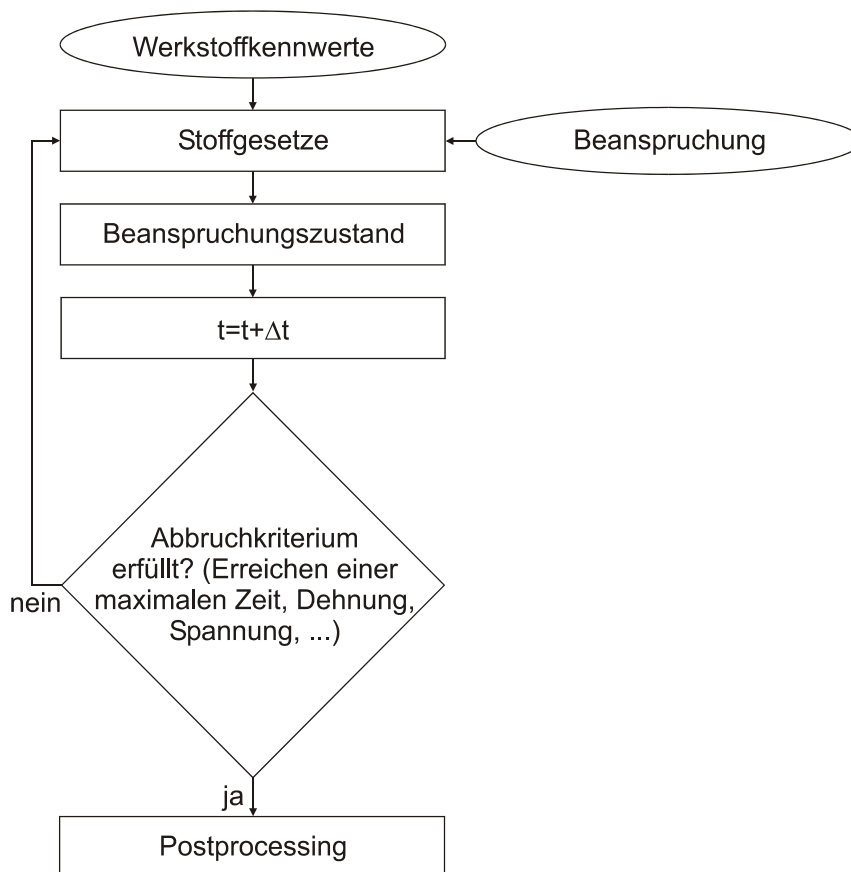 Werkstoffkennwerte
Stoffgesetze
Beanspruchung
Beanspruchungszustand
t=t+Δt
Abbruchkriterium
erfüllt? (Erreichen einer
maximalen Zeit, Dehnung,
Spannung, ...)
nein
ja
Postprocessing